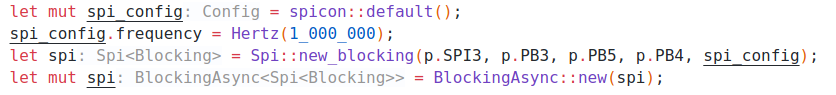 let mut spi_config: Config = spicon::default();
spi_config.frequency = Hertz(1_000_000);
let spi: Spi<Blocking> = Spi::new_blocking(p.SPI3, p.PB3, p.PB5, p.PB4, spi_config);
let mut spi: BlockingAsync<Spi<Blocking>> = BlockingAsync::new(spi);